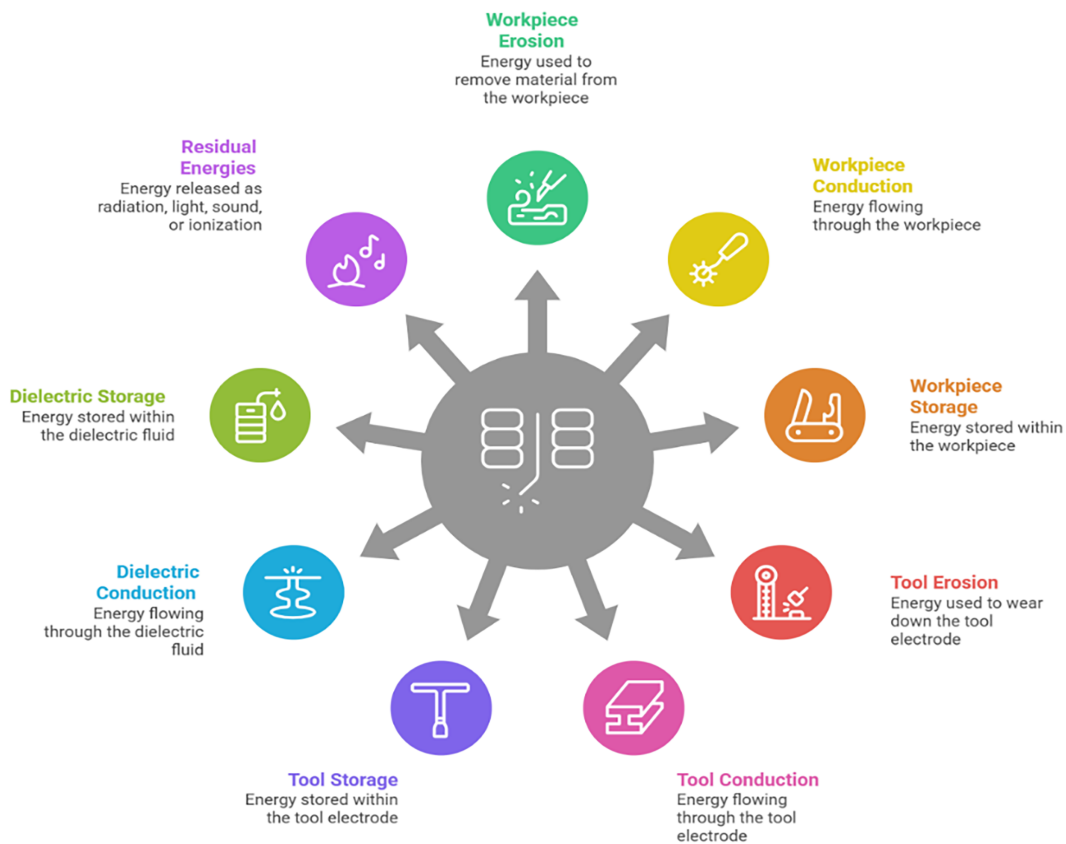 Workpiece
Erosion
Energy used to
remove material from
the workpiece
Residual
Energies
Energy released as
radiation, light, sound,
or ionization
Workpiece
Conduction
Energy flowing
through the workpiece
Dielectric Storage
Energy stored within
the dielectric fluid
Workpiece
Storage
Energy stored within
the workpiece
Dielectric
Conduction
Energy flowing
through the dielectric
fluid
Tool Erosion
Energy used to wear
down the tool
electrode
Tool Storage
Energy stored within
the tool electrode
Tool Conduction
Energy flowing
through the tool
electrode